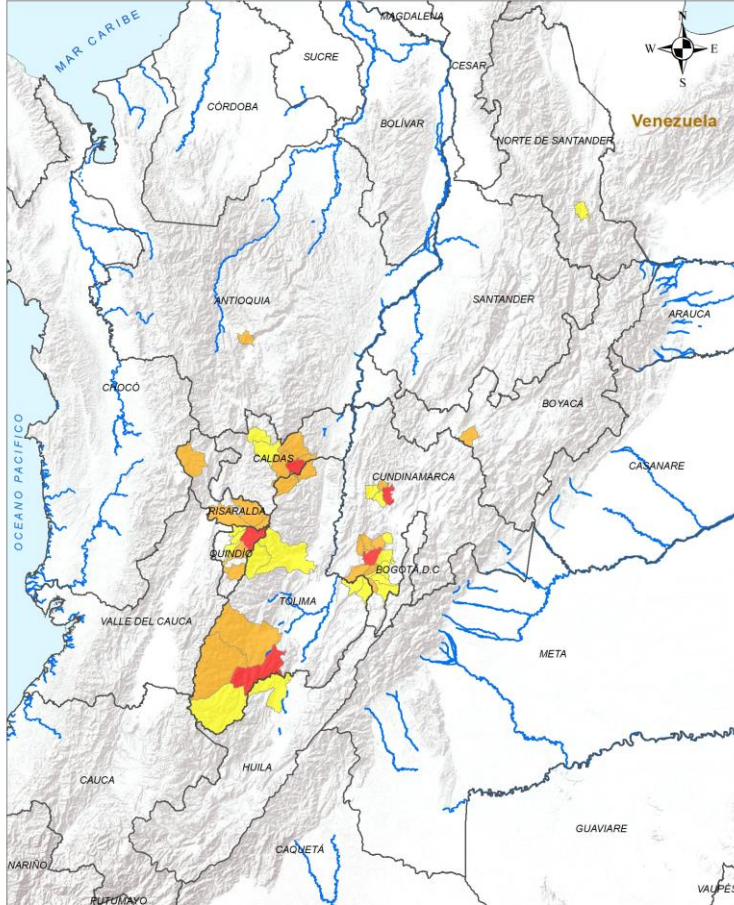 MAGDALENA
N
MAR CARIBE
SUCRE
CESAR
W
E
S
CÓRDOBA
BOLÍVAR
Venezuela
NORTE DE SANTANDER
ANTIOQUIA
SANTANDER
ARAUCA
CHOCÓ
BOYACÁ
OCEANO PACIFICO
CALDAS
CUNDINAMARCA
CASANARE
RISARALDA
QUINDÍO
BOGOTÁ,D.C
TOLIMA
VALLE DEL CAUCA
META
HUILA
CAUCA
GUAVIARE
CAQUETÁ
NARIÑO
PUTUMAYO
VAUPÉS